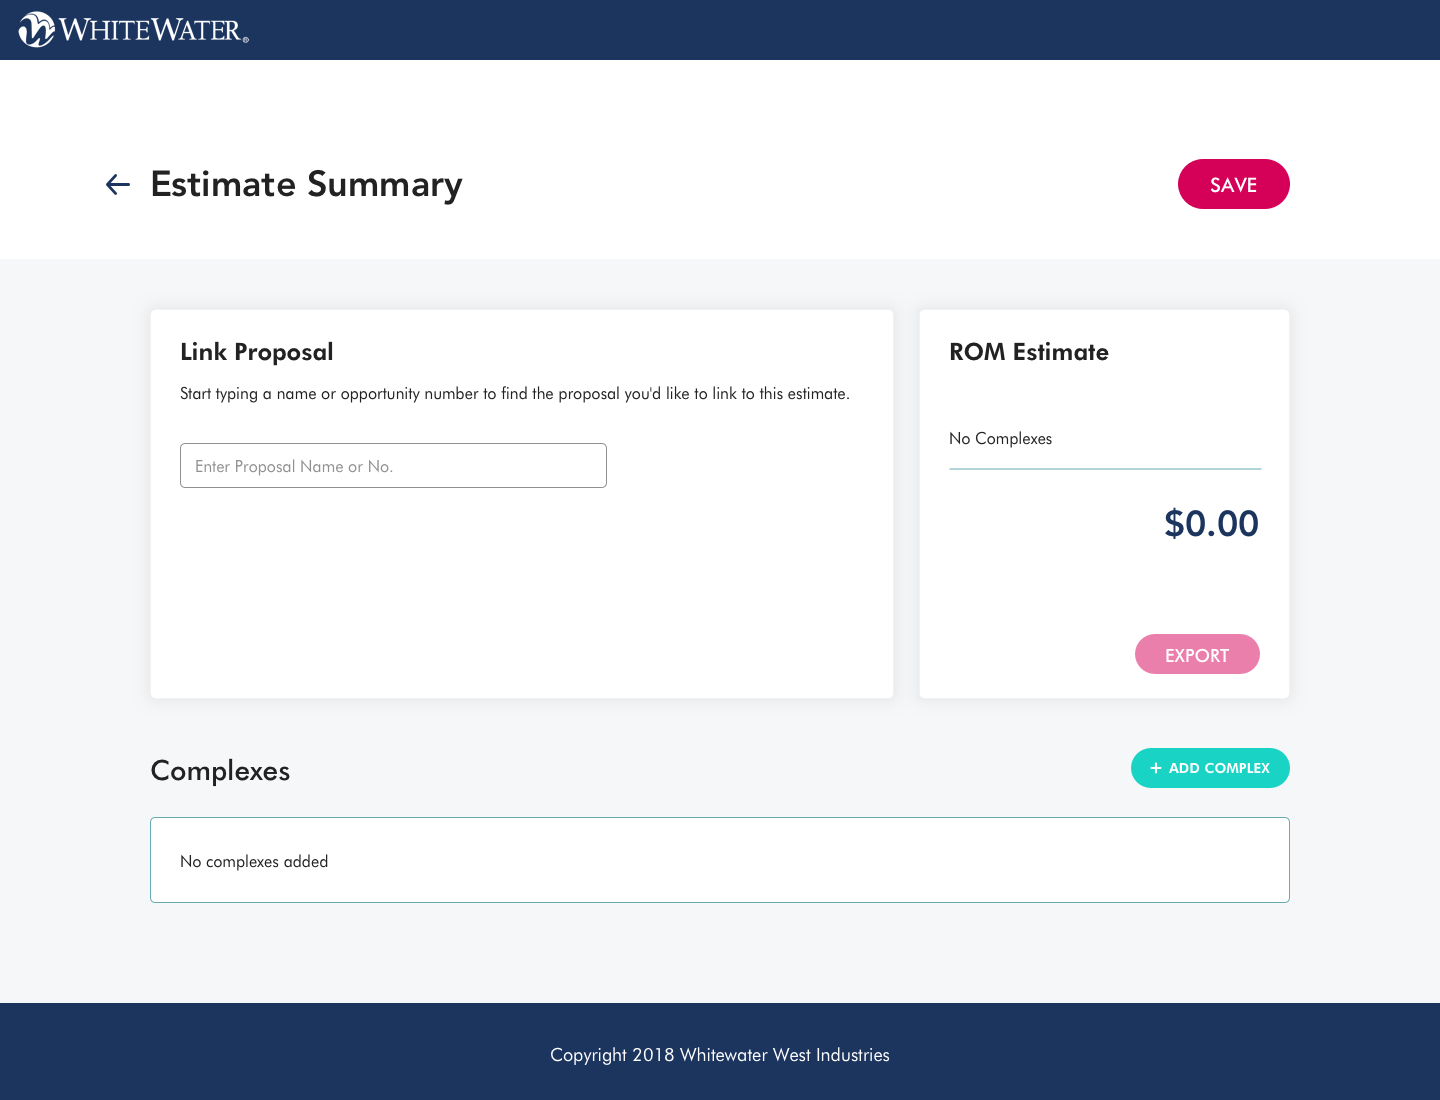 WHITEWATER®
Estimate Summary
SAVE
Link Proposal
Start typing a name or opportunity number to find the proposal you'd like to link to this estimate.
Enter Proposal Name or No.
ROM Estimate
No Complexes
$0.00
EXPORT
Complexes
+ ADD COMPLEX
No complexes added
Copyright 2018 Whitewater West Industries